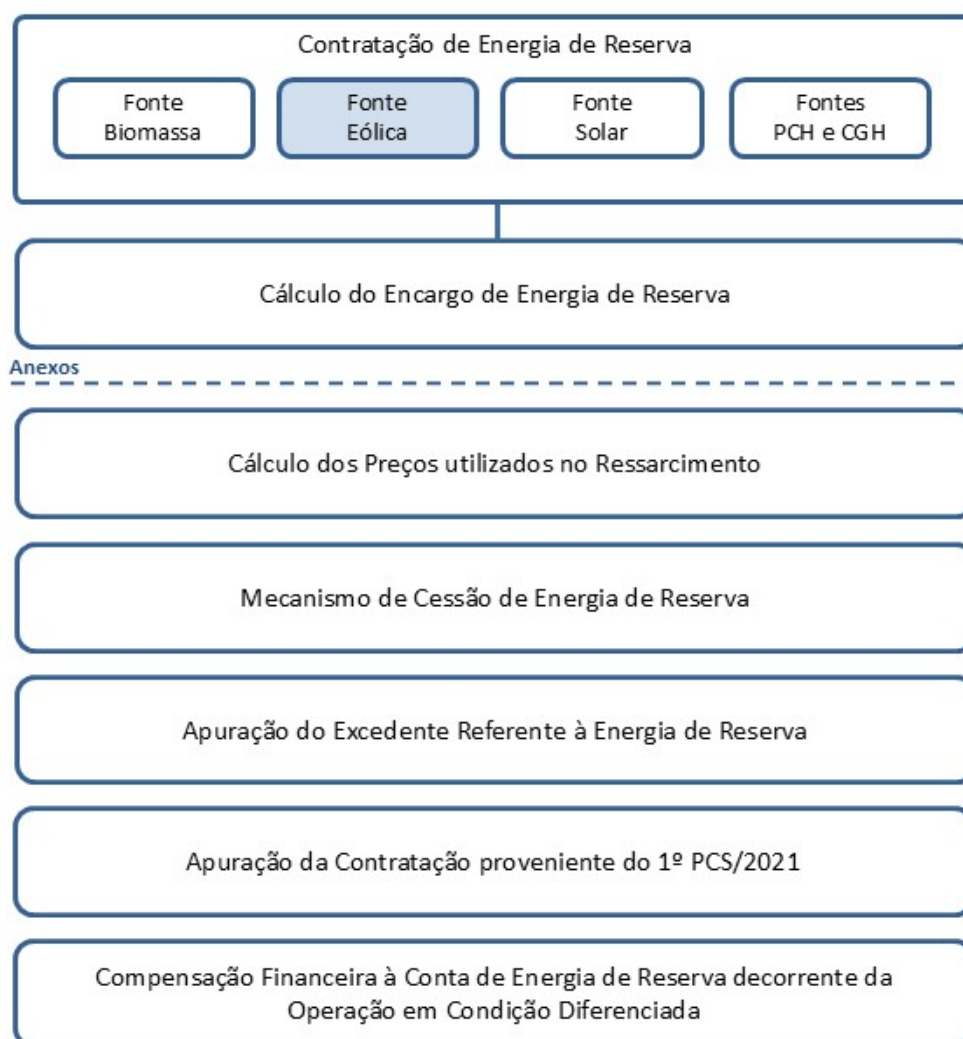 Contratação de Energia de Reserva
Fonte
Biomassa
Fonte
Eólica
Fonte
Solar
Fontes
PCH e CGH
Cálculo do Encargo de Energia de Reserva
Anexos
Cálculo dos Preços utilizados no Ressarcimento
Mecanismo de Cessão de Energia de Reserva
Apuração do Excedente Referente à Energia de Reserva
Apuração da Contratação proveniente do 1º PCS/2021
Compensação Financeira à Conta de Energia de Reserva decorrente da
Operação em Condição Diferenciada